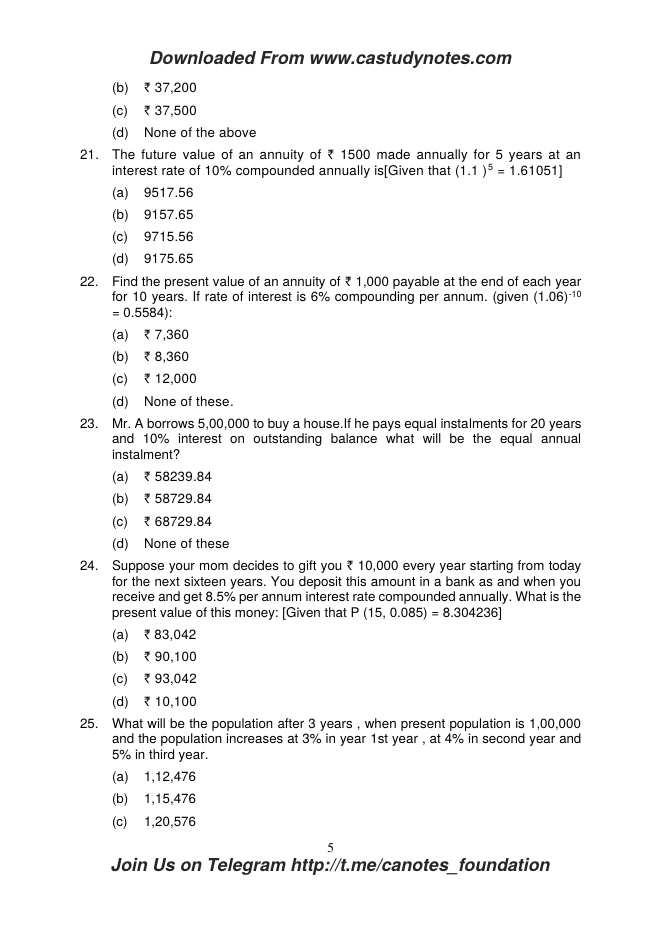 Downloaded From www.castudynotes.com
(b) ₹ 37,200
(c) ₹ 37,500
(d) None of the above
21. The future value of an annuity of ₹ 1500 made annually for 5 years at an
interest rate of 10% compounded annually is[Given that (1.1 )⁵ = 1.61051]
(a) 9517.56
(b) 9157.65
(c) 9715.56
(d) 9175.65
22. Find the present value of an annuity of ₹ 1,000 payable at the end of each year
for 10 years. If rate of interest is 6% compounding per annum. (given (1.06)⁻¹⁰
= 0.5584):
(a) ₹ 7,360
(b) ₹ 8,360
(c) ₹ 12,000
(d) None of these.
23. Mr. A borrows 5,00,000 to buy a house.If he pays equal instalments for 20 years
and 10% interest on outstanding balance what will be the equal annual
instalment?
(a) ₹ 58239.84
(b) ₹ 58729.84
(c) ₹ 68729.84
(d) None of these
24. Suppose your mom decides to gift you ₹ 10,000 every year starting from today
for the next sixteen years. You deposit this amount in a bank as and when you
receive and get 8.5% per annum interest rate compounded annually. What is the
present value of this money: [Given that P (15, 0.085) = 8.304236]
(a) ₹ 83,042
(b) ₹ 90,100
(c) ₹ 93,042
(d) ₹ 10,100
25. What will be the population after 3 years , when present population is 1,00,000
and the population increases at 3% in year 1st year , at 4% in second year and
5% in third year.
(a) 1,12,476
(b) 1,15,476
(c) 1,20,576
5
Join Us on Telegram http://t.me/canotes_foundation